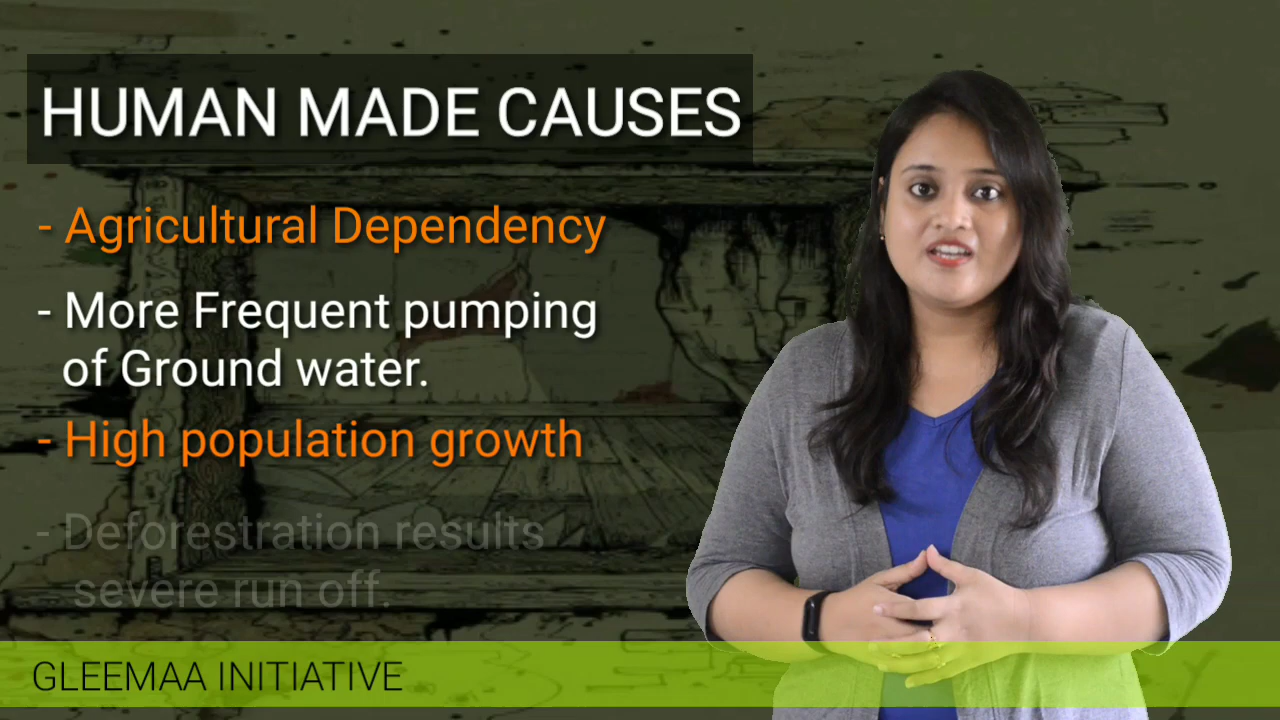 HUMAN MADE CAUSES
- Agricultural Dependency
- More Frequent pumping
of Ground water.
- High population growth
- Deforestration results
severe run off.
GLEEMAA INITIATIVE